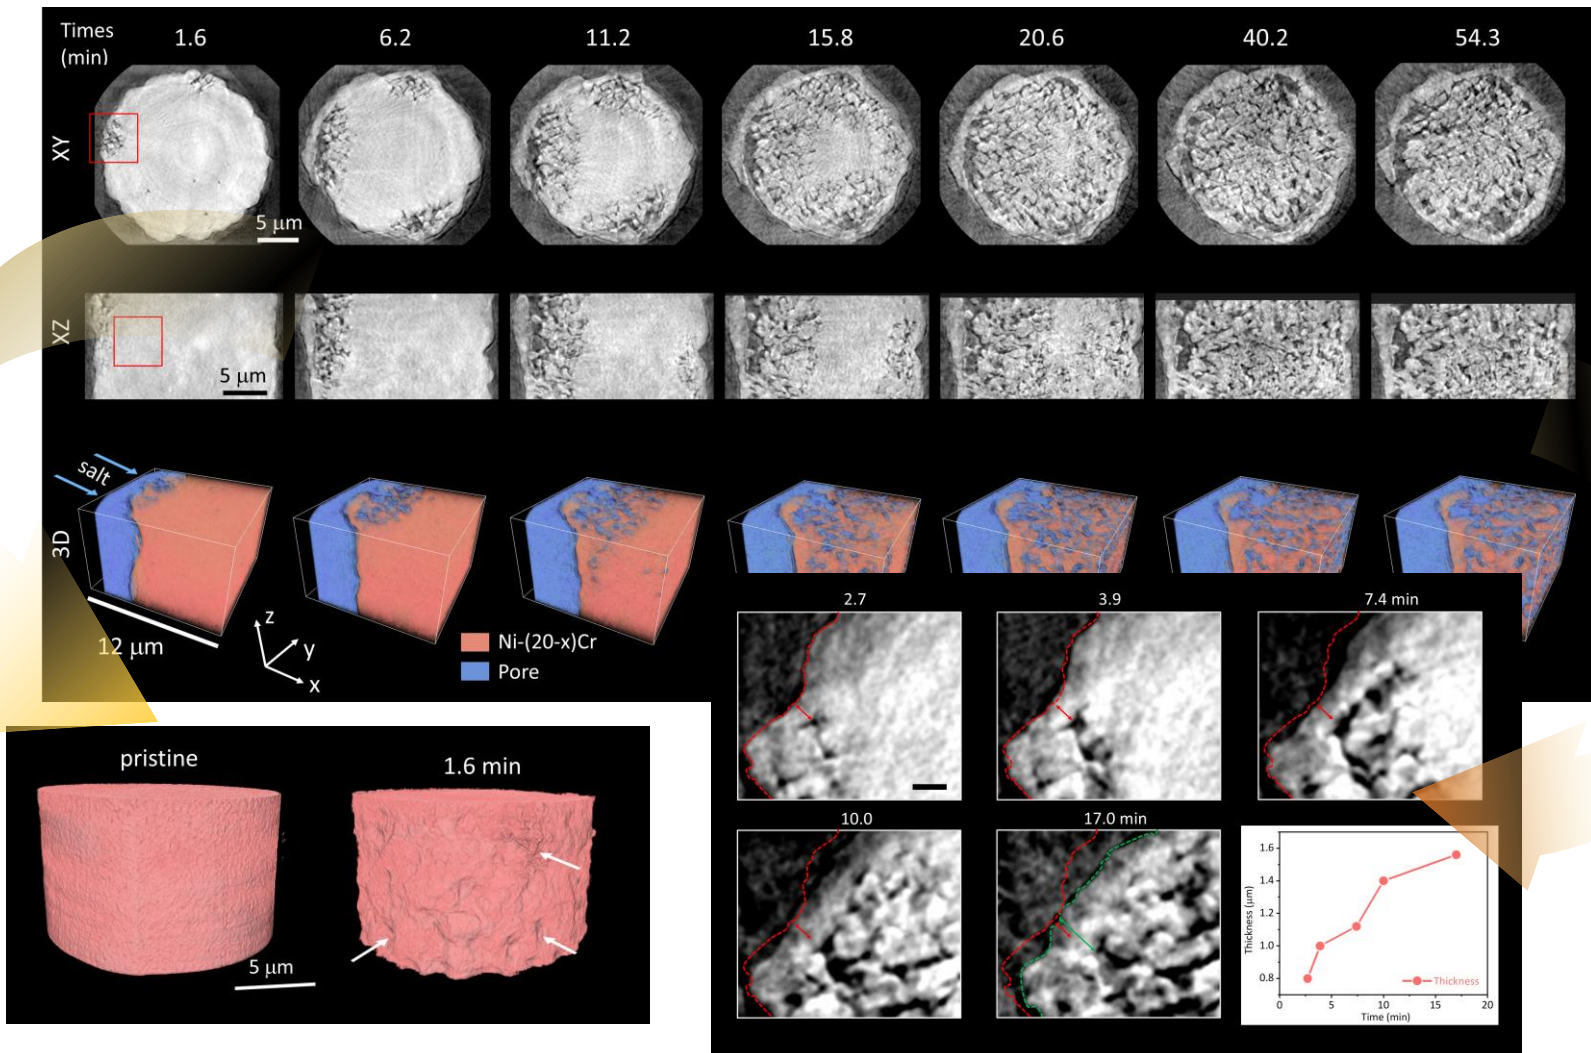 Times
(min)
1.6 6.2 11.2 15.8 20.6 40.2 54.3
XY
5 μm
XZ
5 μm
salt
3D
12 μm
z
y
x
Ni-(20-x)Cr
Pore
pristine
1.6 min
5 μm
2.7 3.9 7.4 min
10.0 17.0 min
Thickness (μm)
1.6
1.4
1.2
1.0
0.8
Thickness
0 5 10 15 20
Time (min)